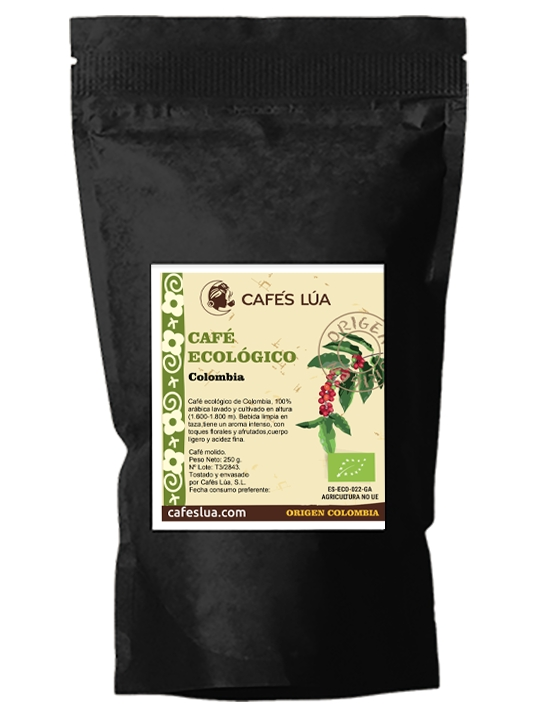 CAFÉS LÚA
ORIGEN
CAFÉ
ECOLÓGICO
Colombia
Café ecológico de Colombia, 100%
arábica lavado y cultivado en altura
(1.600-1.800 m). Bebida limpia en
taza,tiene un aroma intenso, con
toques florales y afrutados,cuerpo
ligero y acidez fina.
Café molido.
Peso Neto: 250 g.
Nº Lote: T3/2843.
Tostado y envasado
por Cafés Lúa, S.L.
Fecha consumo preferente:
ES-ECO-022-GA
AGRICULTURA NO UE
cafeslua.com
ORIGEN COLOMBIA